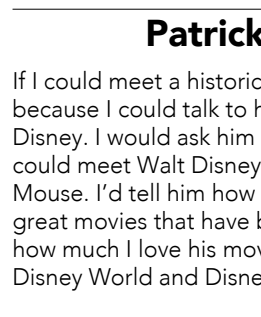 Patrick
If I could meet a historic
because I could talk to h
Disney. I would ask him
could meet Walt Disney
Mouse. I'd tell him how
great movies that have b
how much I love his mov
Disney World and Disne